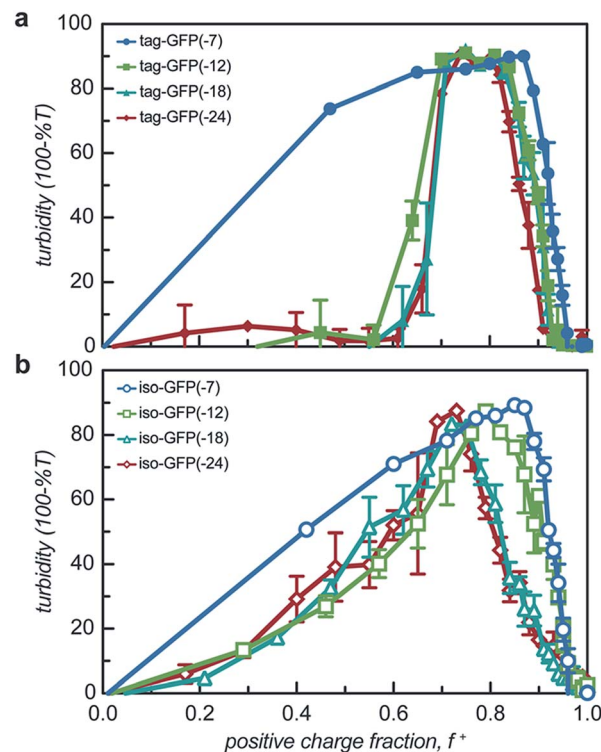 a
100
80
60
40
20
0
turbidity (100-%T)
tag-GFP(-7)
tag-GFP(-12)
tag-GFP(-18)
tag-GFP(-24)
b
100
80
60
40
20
0
turbidity (100-%T)
iso-GFP(-7)
iso-GFP(-12)
iso-GFP(-18)
iso-GFP(-24)
0.0 0.2 0.4 0.6 0.8 1.0
positive charge fraction, f +